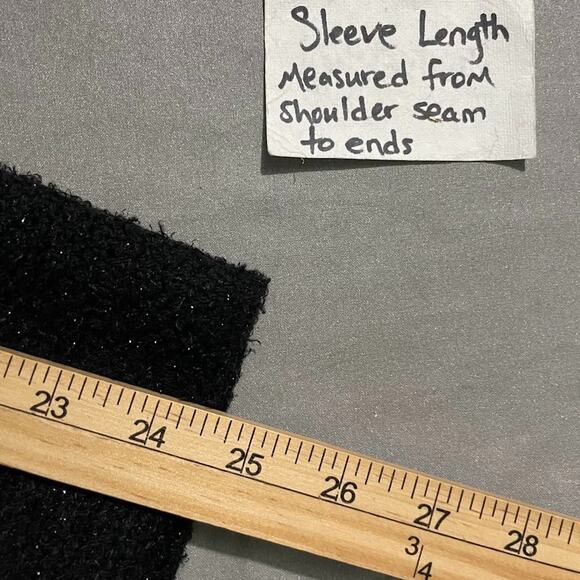 Sleeve Length
Measured from
shoulder seam
to ends
23 24 25 26 27 28
3/4